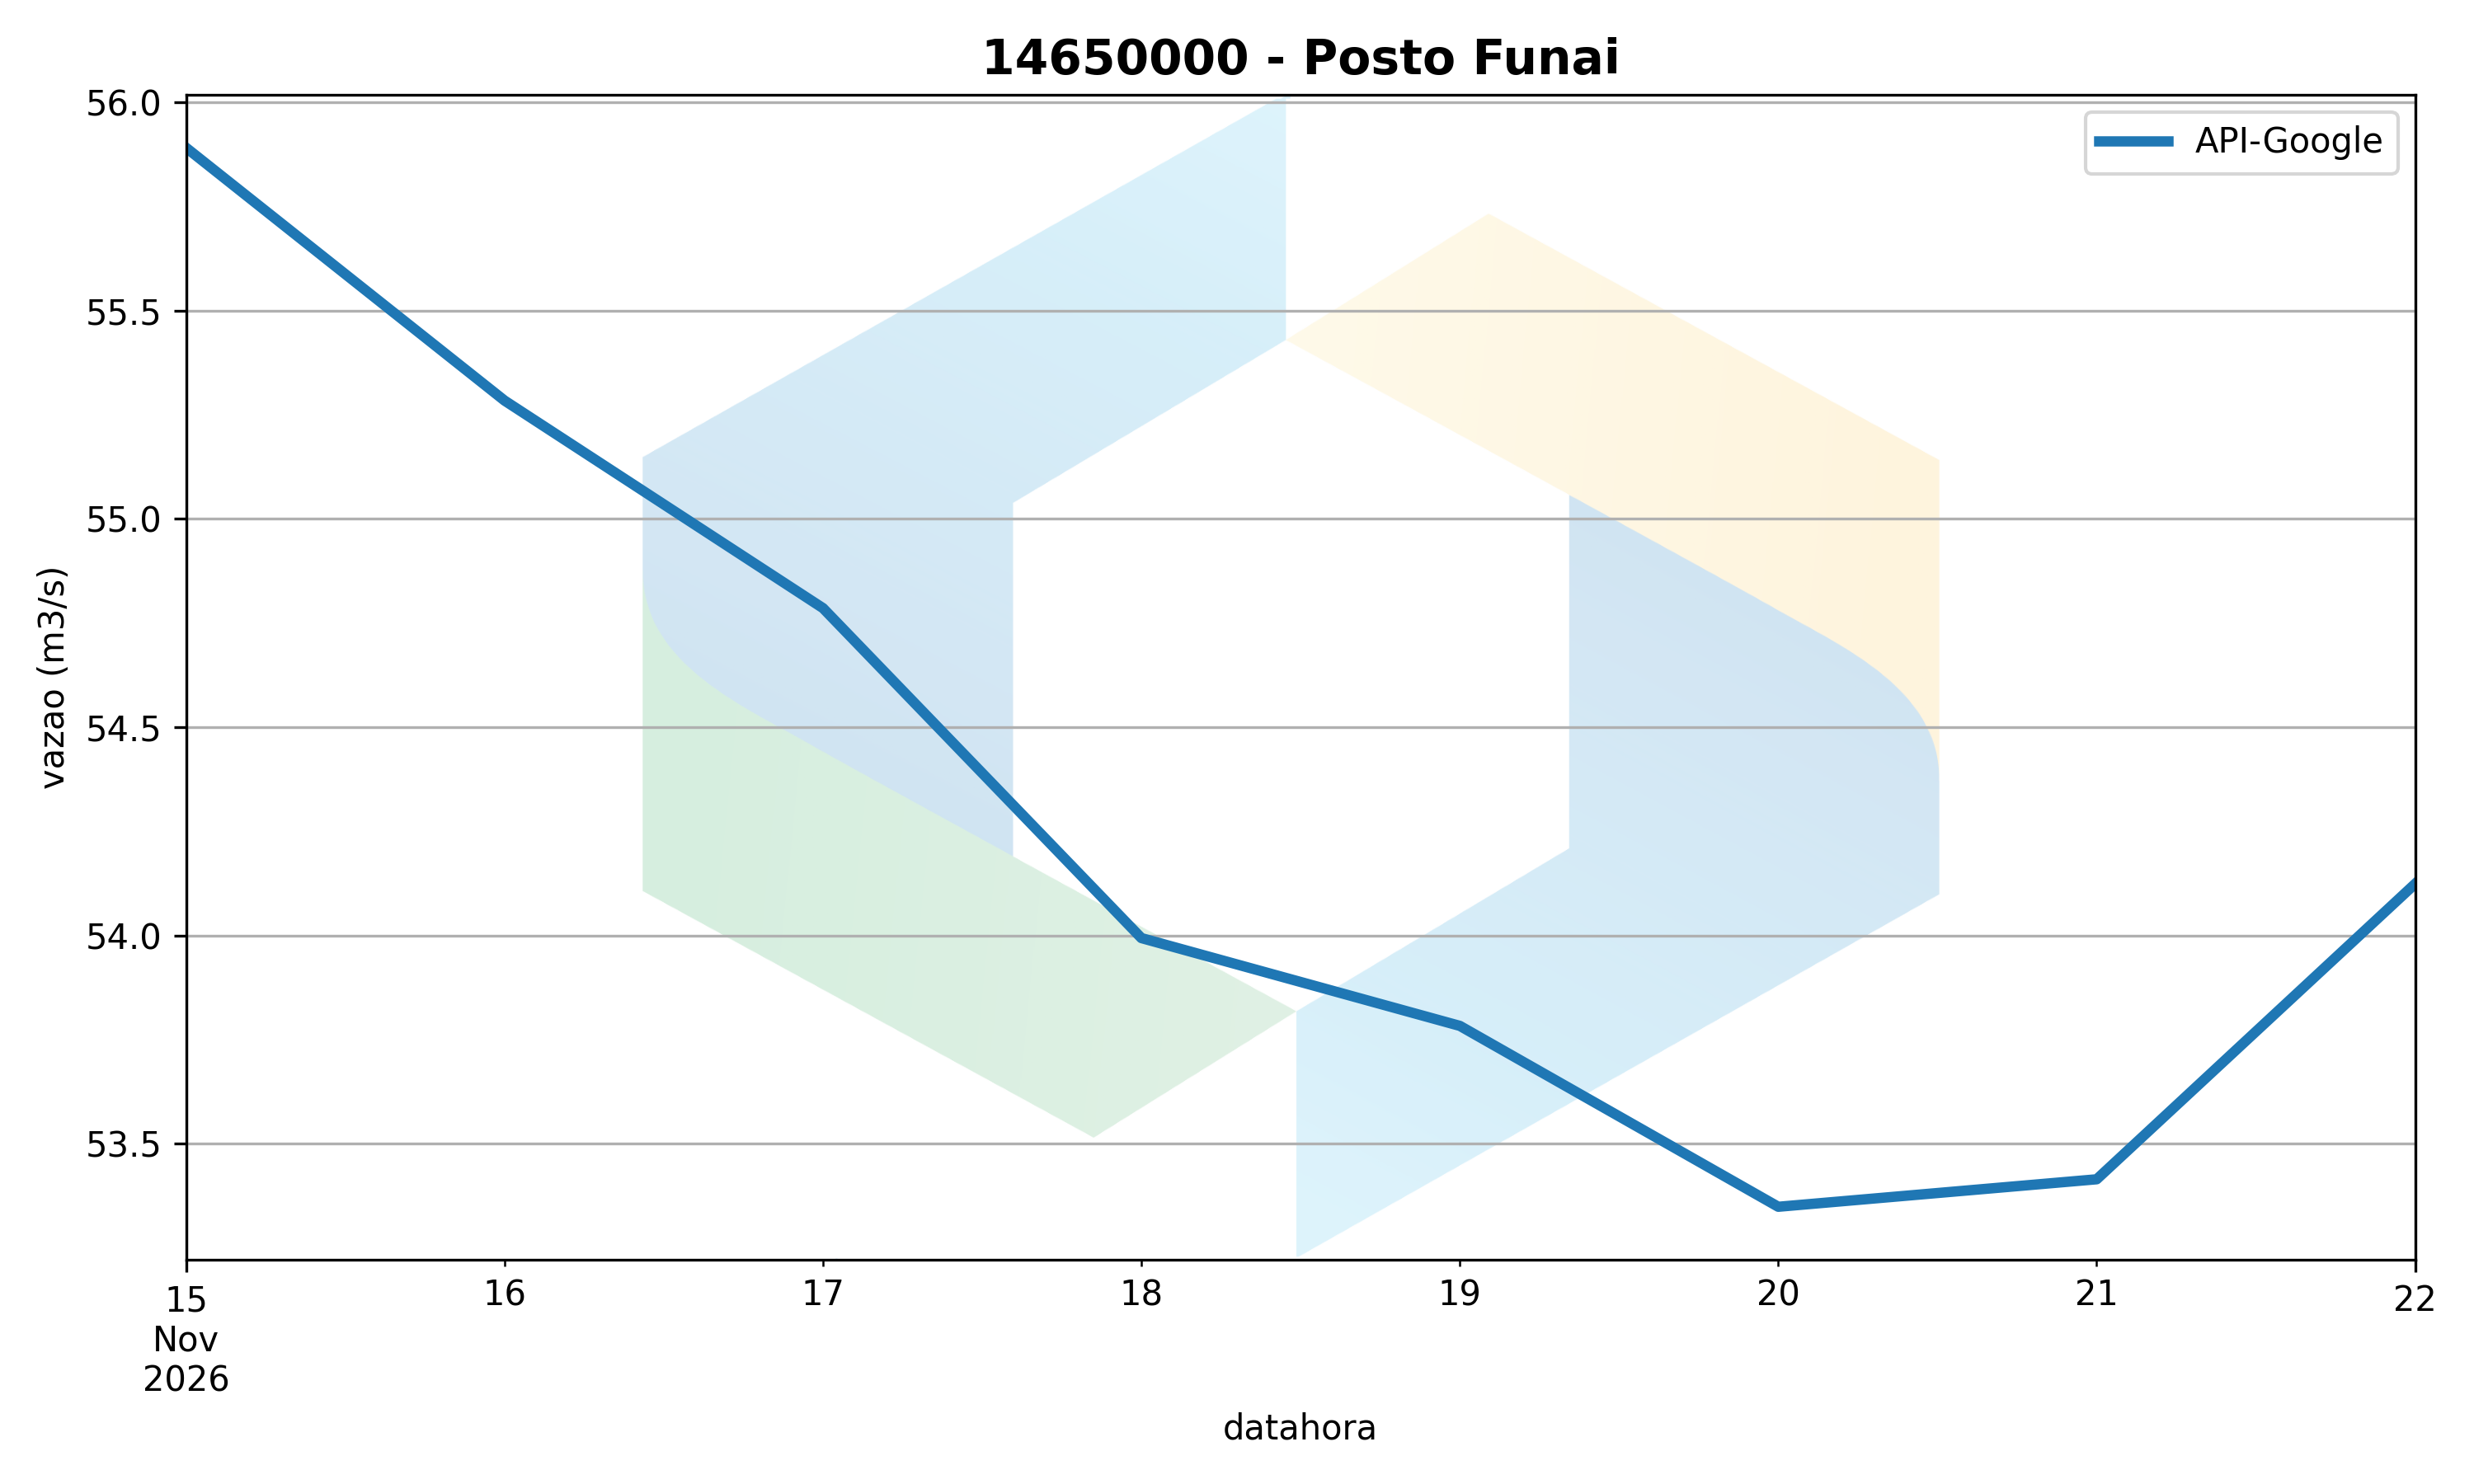 14650000 - Posto Funai
API-Google
vazao (m3/s)
56.0
55.5
55.0
54.5
54.0
53.5
15 16 17 18 19 20 21 22
Nov
2026
datahora